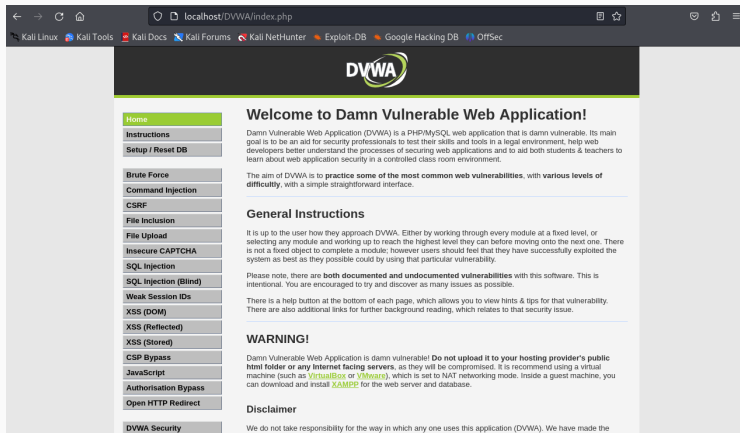 localhost/DVWA/index.php
Kali Linux Kali Tools Kali Docs Kali Forums Kali NetHunter Exploit-DB Google Hacking DB OffSec
DVWA
Home
Instructions
Setup / Reset DB
Brute Force
Command Injection
CSRF
File Inclusion
File Upload
Insecure CAPTCHA
SQL Injection
SQL Injection (Blind)
Weak Session IDs
XSS (DOM)
XSS (Reflected)
XSS (Stored)
CSP Bypass
JavaScript
Authorisation Bypass
Open HTTP Redirect
DVWA Security
Welcome to Damn Vulnerable Web Application!
Damn Vulnerable Web Application (DVWA) is a PHP/MySQL web application that is damn vulnerable. Its main
goal is to be an aid for security professionals to test their skills and tools in a legal environment, help web
developers better understand the processes of securing web applications and to aid both students & teachers to
learn about web application security in a controlled class room environment.
The aim of DVWA is to practice some of the most common web vulnerabilities, with various levels of
difficultly, with a simple straightforward interface.
General Instructions
It is up to the user how they approach DVWA. Either by working through every module at a fixed level, or
selecting any module and working up to reach the highest level they can before moving onto the next one. There
is not a fixed object to complete a module; however users should feel that they have successfully exploited the
system as best as they possible could by using that particular vulnerability.
Please note, there are both documented and undocumented vulnerabilities with this software. This is
intentional. You are encouraged to try and discover as many issues as possible.
There is a help button at the bottom of each page, which allows you to view hints & tips for that vulnerability.
There are also additional links for further background reading, which relates to that security issue.
WARNING!
Damn Vulnerable Web Application is damn vulnerable! Do not upload it to your hosting provider's public
html folder or any Internet facing servers, as they will be compromised. It is recommend using a virtual
machine (such as VirtualBox or VMware), which is set to NAT networking mode. Inside a guest machine, you
can download and install XAMPP for the web server and database.
Disclaimer
We do not take responsibility for the way in which any one uses this application (DVWA). We have made the